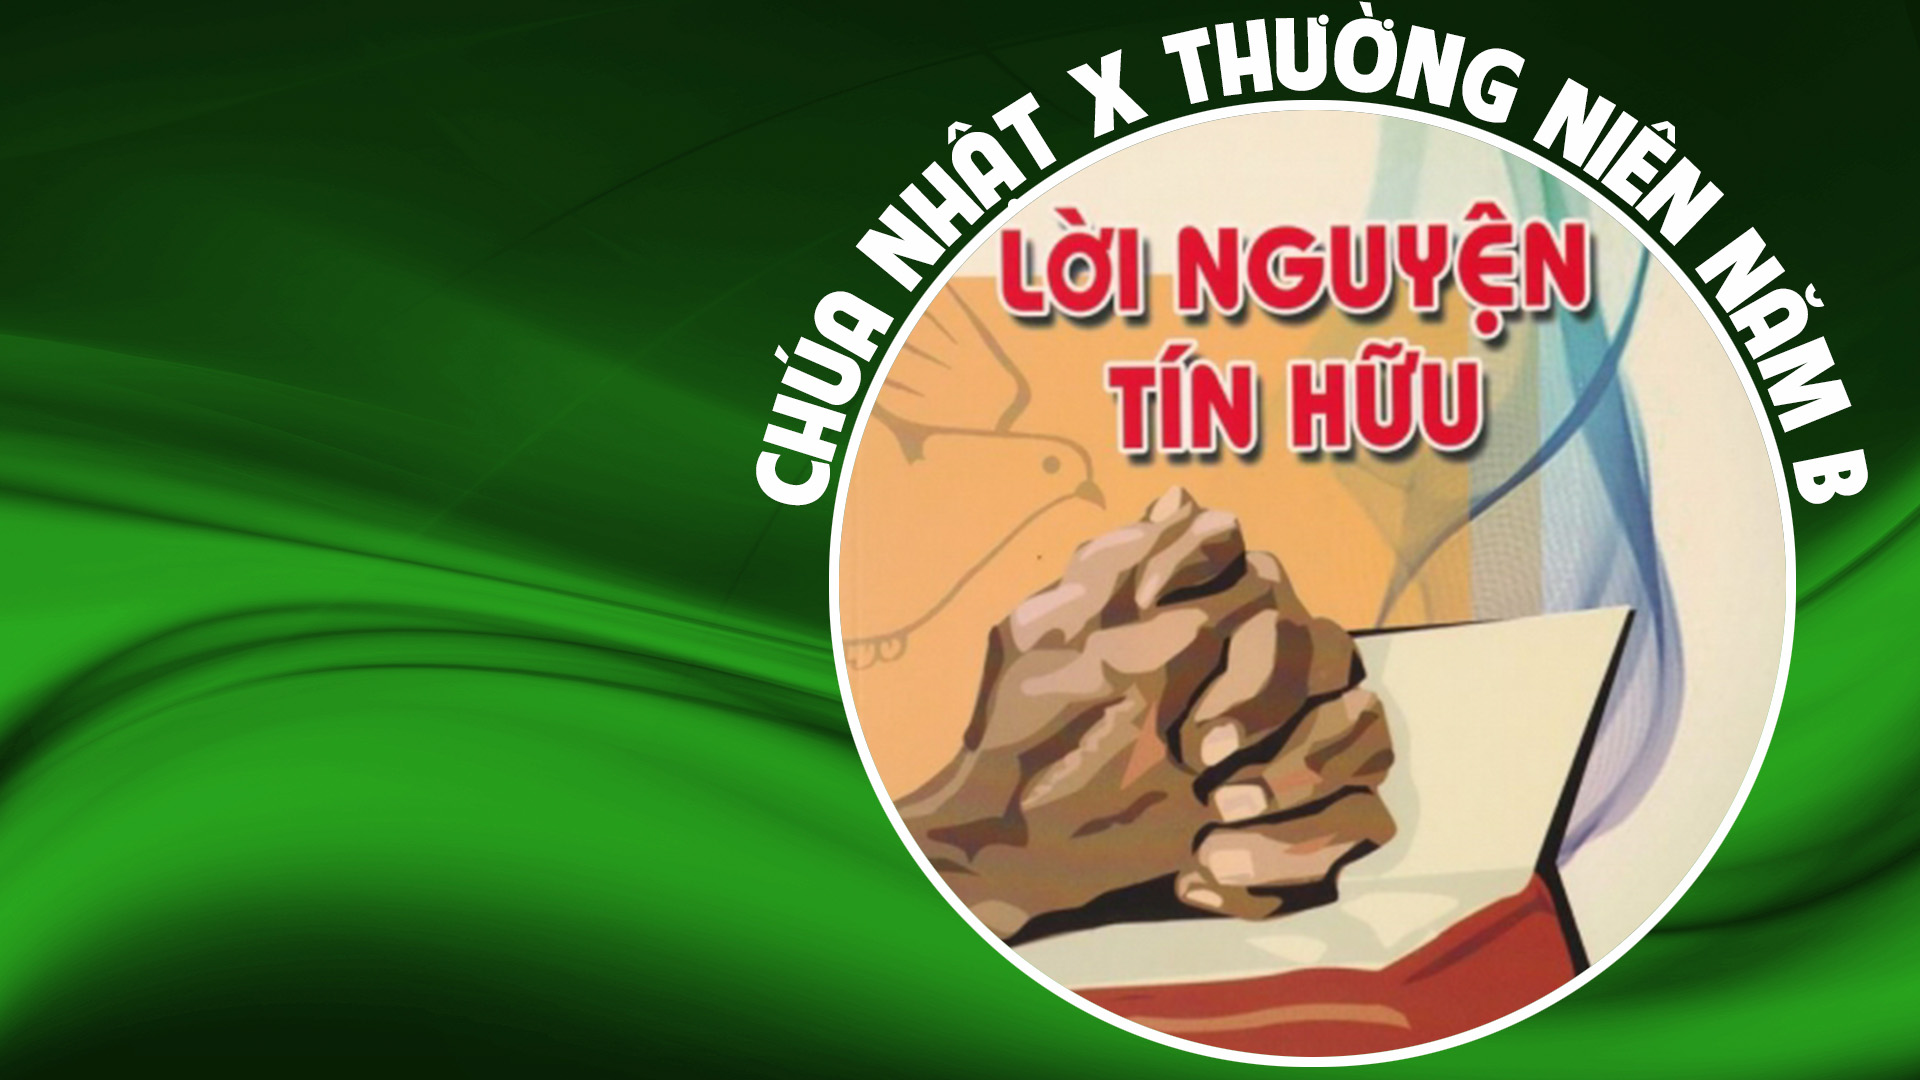 CHÚA NHẬT X THƯỜNG NIÊN NĂM B
LỜI NGUYỆN
TÍN HỮU